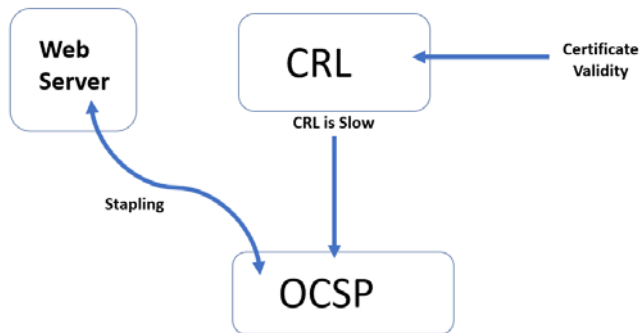 Web
Server
CRL
Certificate
Validity
CRL is Slow
Stapling
OCSP